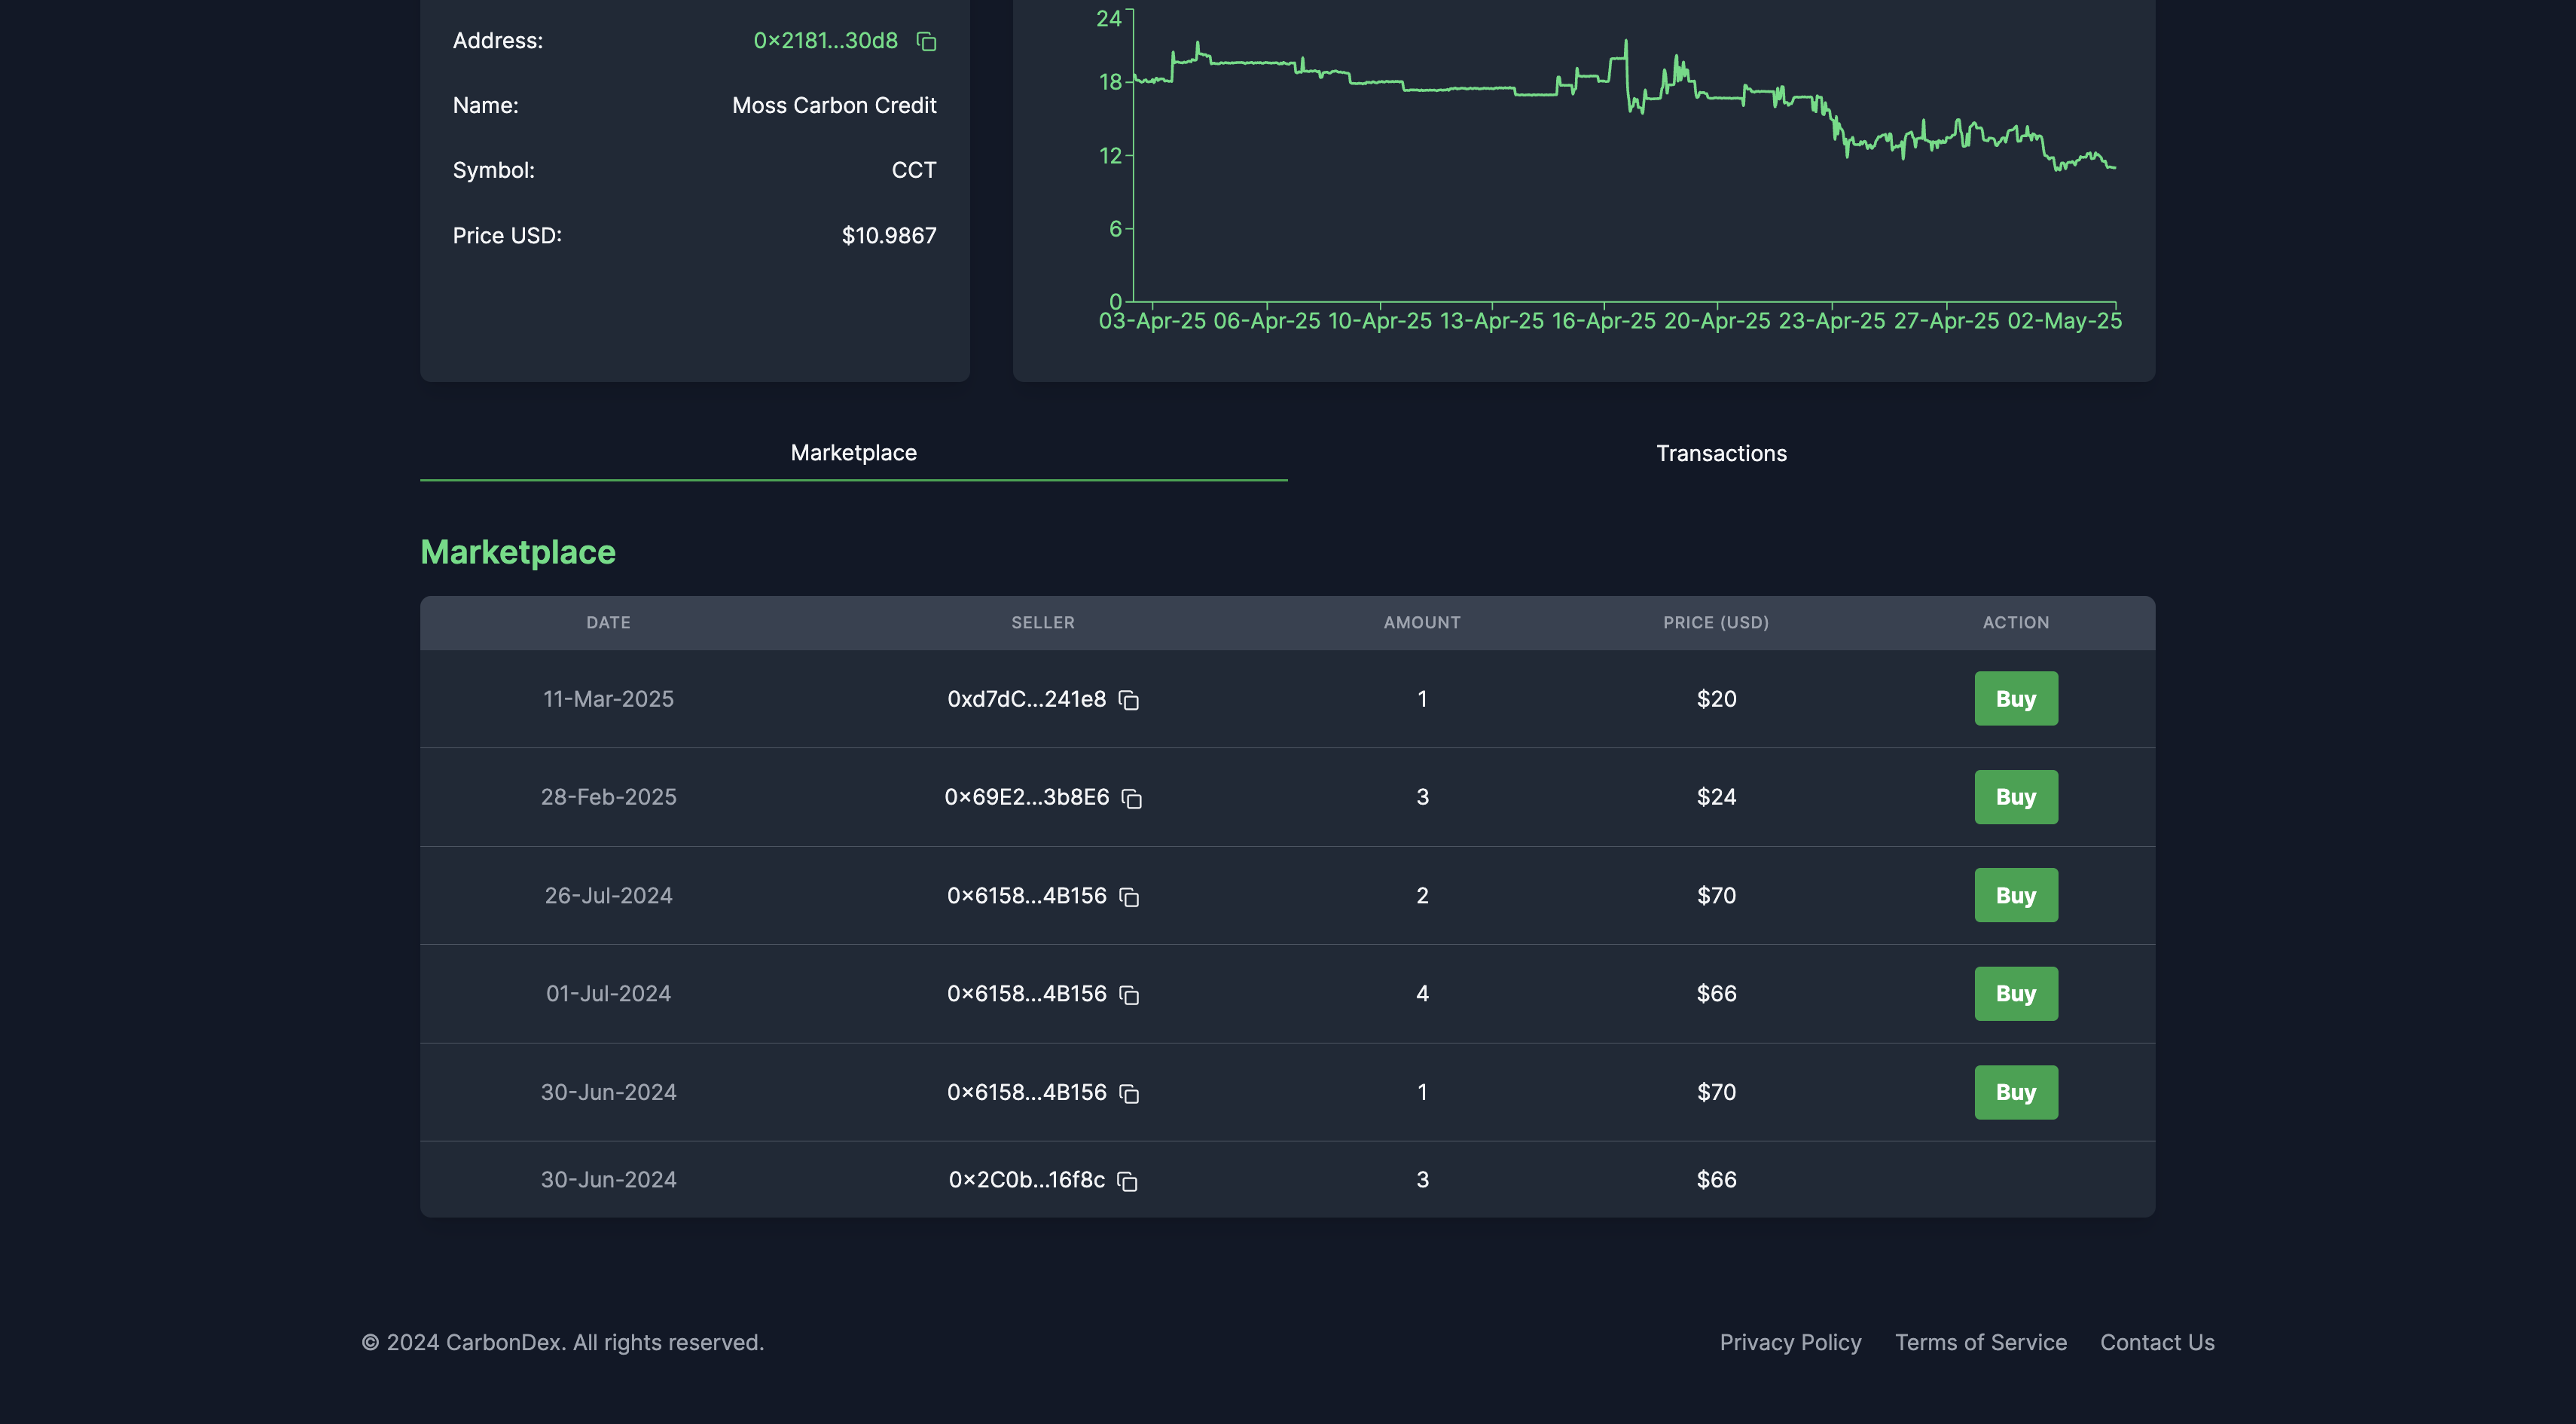 Address: 0×2181...30d8
Name: Moss Carbon Credit
Symbol: CCT
Price USD: $10.9867
24
18
12
6
0
03-Apr-25 06-Apr-25 10-Apr-25 13-Apr-25 16-Apr-25 20-Apr-25 23-Apr-25 27-Apr-25 02-May-25
Marketplace Transactions
Marketplace
DATE SELLER AMOUNT PRICE (USD) ACTION
11-Mar-2025 0xd7dC...241e8 1 $20 Buy
28-Feb-2025 0×69E2...3b8E6 3 $24 Buy
26-Jul-2024 0×6158...4B156 2 $70 Buy
01-Jul-2024 0×6158...4B156 4 $66 Buy
30-Jun-2024 0×6158...4B156 1 $70 Buy
30-Jun-2024 0×2C0b...16f8c 3 $66
© 2024 CarbonDex. All rights reserved. Privacy Policy Terms of Service Contact Us